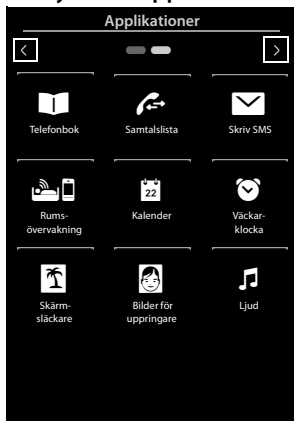 Applikationer
Telefonbok
Samtalslista
Skriv SMS
Rums-
övervakning
22
Kalender
Väckar-
klocka
Skärm-
släckare
Bilder för
uppringare
Ljud